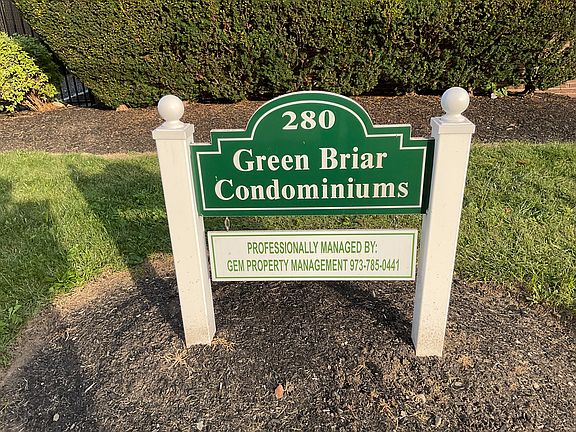 280
Green Briar
Condominiums
PROFESSIONALLY MANAGED BY:
GEM PROPERTY MANAGEMENT 973-785-0441